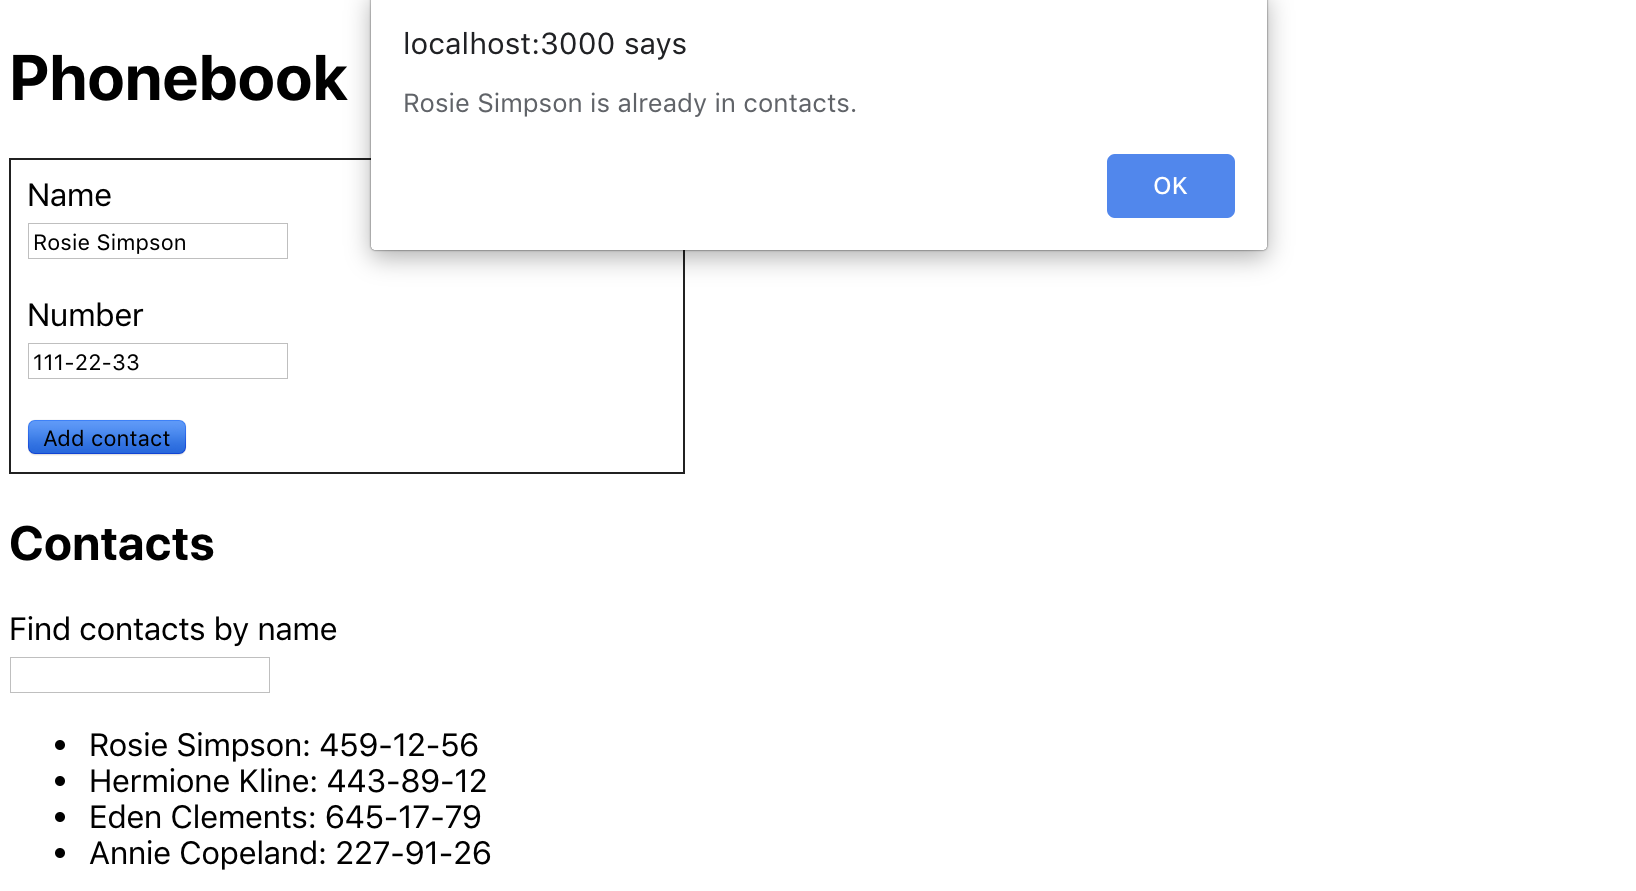 Phonebook
localhost:3000 says
Rosie Simpson is already in contacts.
OK
Name
Rosie Simpson
Number
111-22-33
Add contact
Contacts
Find contacts by name
Rosie Simpson: 459-12-56
Hermione Kline: 443-89-12
Eden Clements: 645-17-79
Annie Copeland: 227-91-26